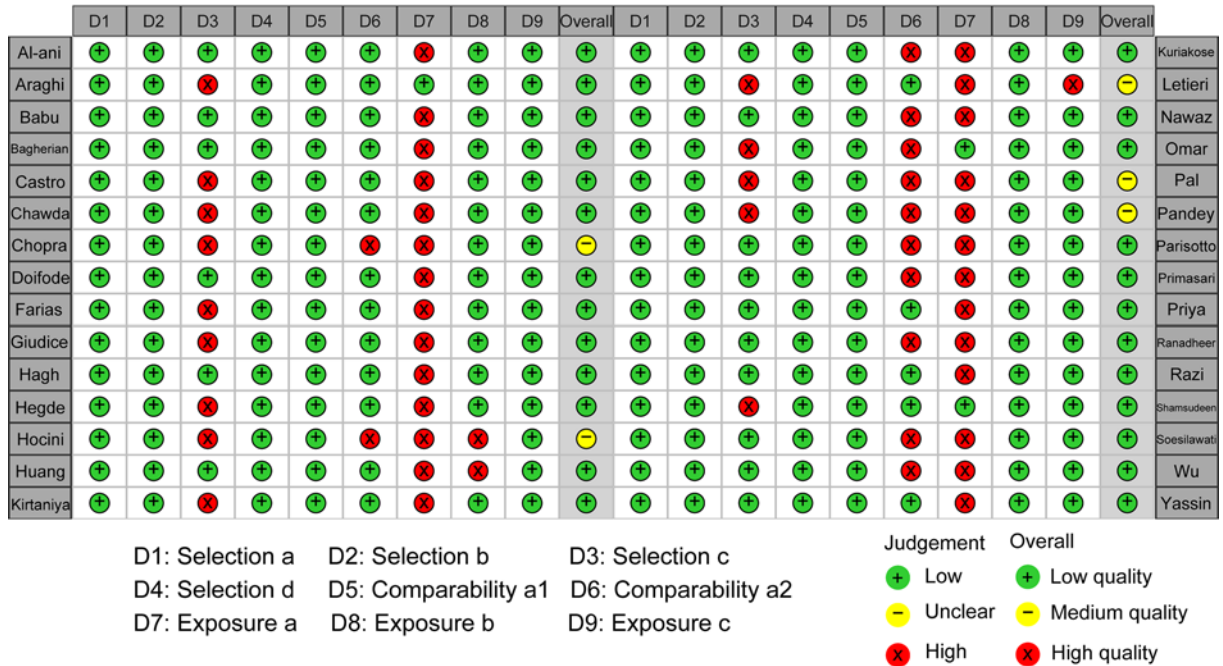 D1 D2 D3 D4 D5 D6 D7 D8 D9 Overall D1 D2 D3 D4 D5 D6 D7 D8 D9 Overall
Al-ani + + + + + + X + + + + + + + + X X + + + Kuriakose
Araghi + + X + + + + + + + + + X + + + X + X − Letieri
Babu + + + + + + X + + + + + + + + X X + + + Nawaz
Bagherian + + + + + + X + + + + + X + + X + + + + Omar
Castro + + X + + + X + + + + + X + + X X + + − Pal
Chawda + + X + + + X + + + + + X + + X X + + − Pandey
Chopra + + X + + X X + + − + + + + + X X + + + Parisotto
Doifode + + + + + + X + + + + + + + + X X + + + Primasari
Farias + + X + + + X + + + + + + + + + X + + + Priya
Giudice + + X + + + X + + + + + + + + X X + + + Ranadheer
Hagh + + + + + + X + + + + + + + + + X + + + Razi
Hegde + + X + + + X + + + + + X + + + + + + + Shamsudeen
Hocini + + X + + X X X + − + + + + + X X + + + Soesilawati
Huang + + + + + + X X + + + + + + + X X + + + Wu
Kirtaniya + + X + + + X + + + + + + + + + X + + + Yassin
D1: Selection a D2: Selection b D3: Selection c
D4: Selection d D5: Comparability a1 D6: Comparability a2
D7: Exposure a D8: Exposure b D9: Exposure c
Judgement Overall
+ Low + Low quality
− Unclear − Medium quality
X High X High quality